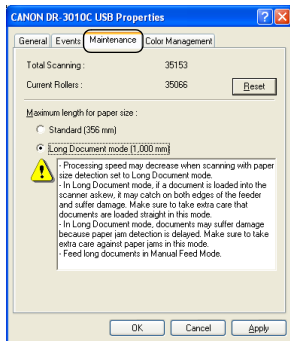 CANON DR-3010C USB Properties
General Events Maintenance Color Management
Total Scanning : 35153
Current Rollers : 35066 Reset
Maximum length for paper size :
Standard (356 mm)
Long Document mode (1,000 mm)
- Processing speed may decrease when scanning with paper
size detection set to Long Document mode.
- In Long Document mode, if a document is loaded into the
scanner askew, it may catch on both edges of the feeder
and suffer damage. Make sure to take extra care that
documents are loaded straight in this mode.
- In Long Document mode, documents may suffer damage
because paper jam detection is delayed. Make sure to take
extra care against paper jams in this mode.
- Feed long documents in Manual Feed Mode.
OK Cancel Apply